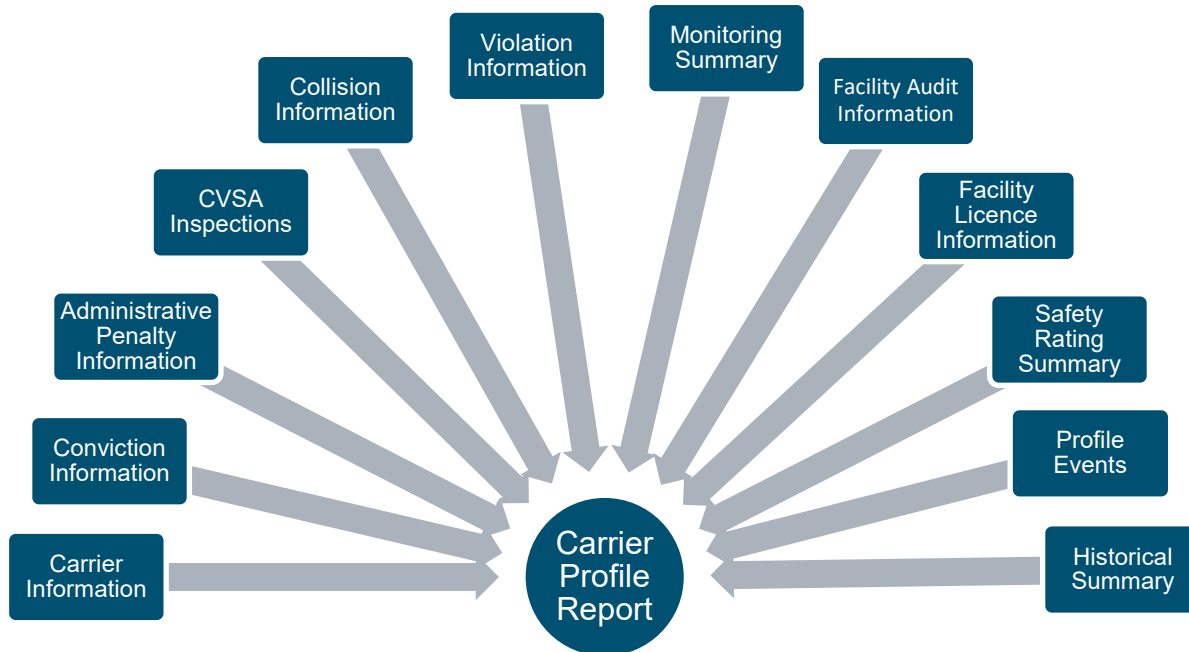 Carrier
Information
Conviction
Information
Administrative
Penalty
Information
CVSA
Inspections
Collision
Information
Violation
Information
Monitoring
Summary
Facility Audit
Information
Facility
Licence
Information
Safety
Rating
Summary
Profile
Events
Historical
Summary
Carrier
Profile
Report